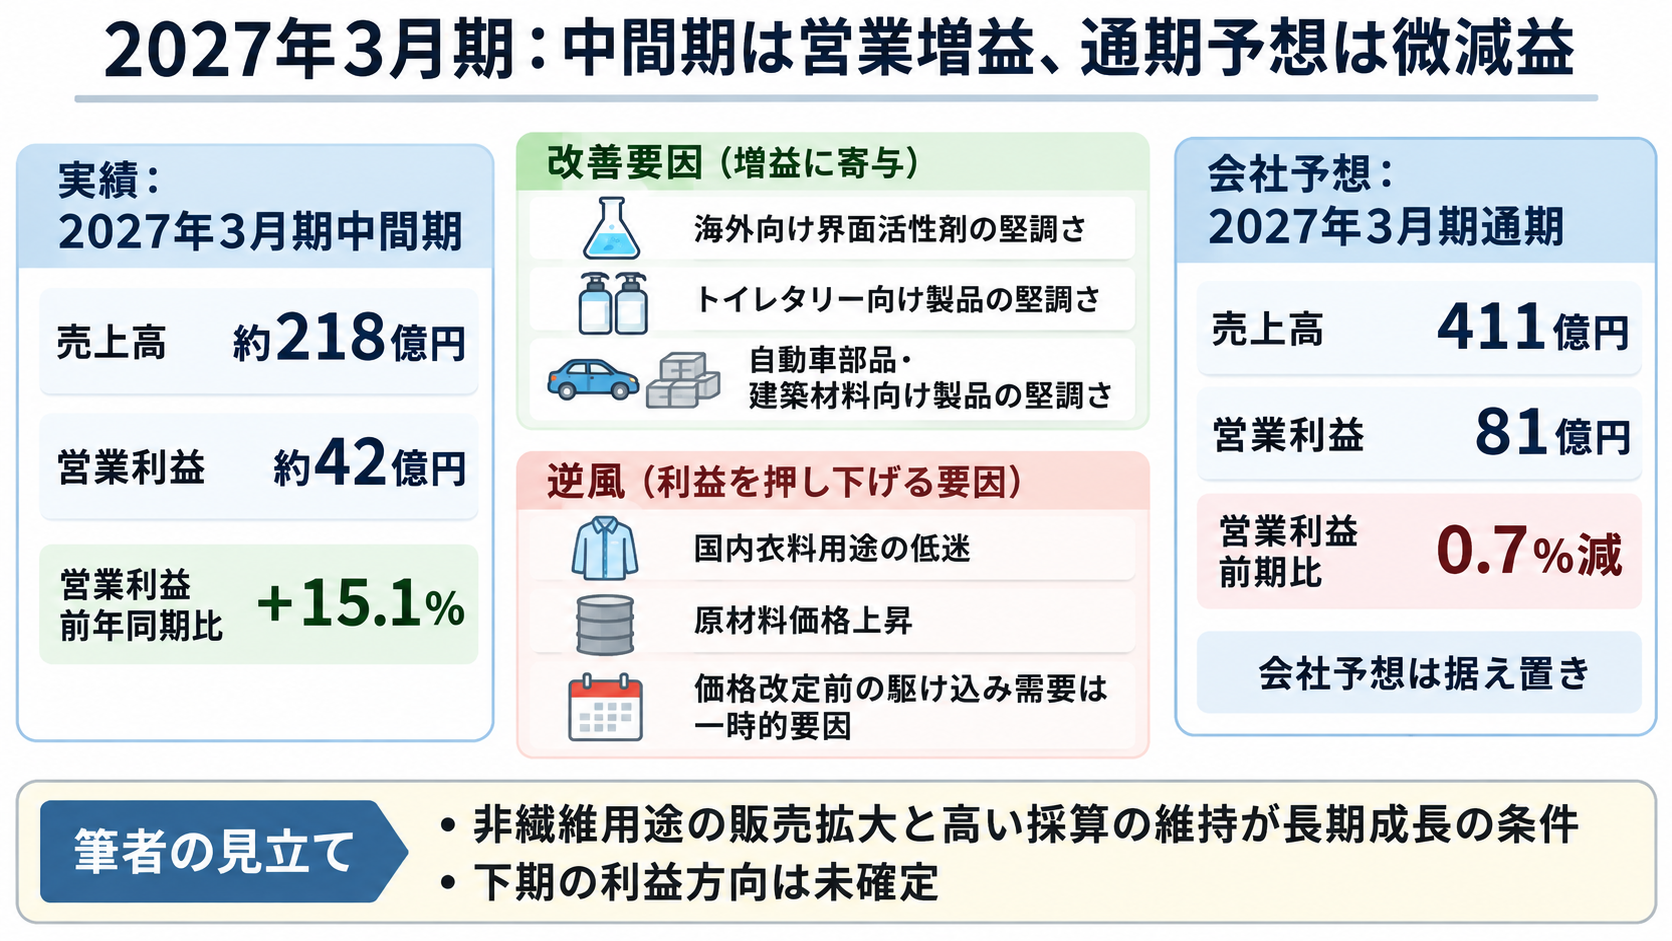 2027年3月期：中間期は営業増益、通期予想は微減益
実績：
2027年3月期中間期
売上高 約218億円
営業利益 約42億円
営業利益
前年同期比 +15.1%
改善要因（増益に寄与）
海外向け界面活性剤の堅調さ
トイレタリー向け製品の堅調さ
自動車部品・
建築材料向け製品の堅調さ
逆風（利益を押し下げる要因）
国内衣料用途の低迷
原材料価格上昇
価格改定前の駆け込み需要は
一時的要因
会社予想：
2027年3月期通期
売上高 411億円
営業利益 81億円
営業利益
前期比 0.7%減
会社予想は据え置き
筆者の見立て
• 非繊維用途の販売拡大と高い採算の維持が長期成長の条件
• 下期の利益方向は未確定